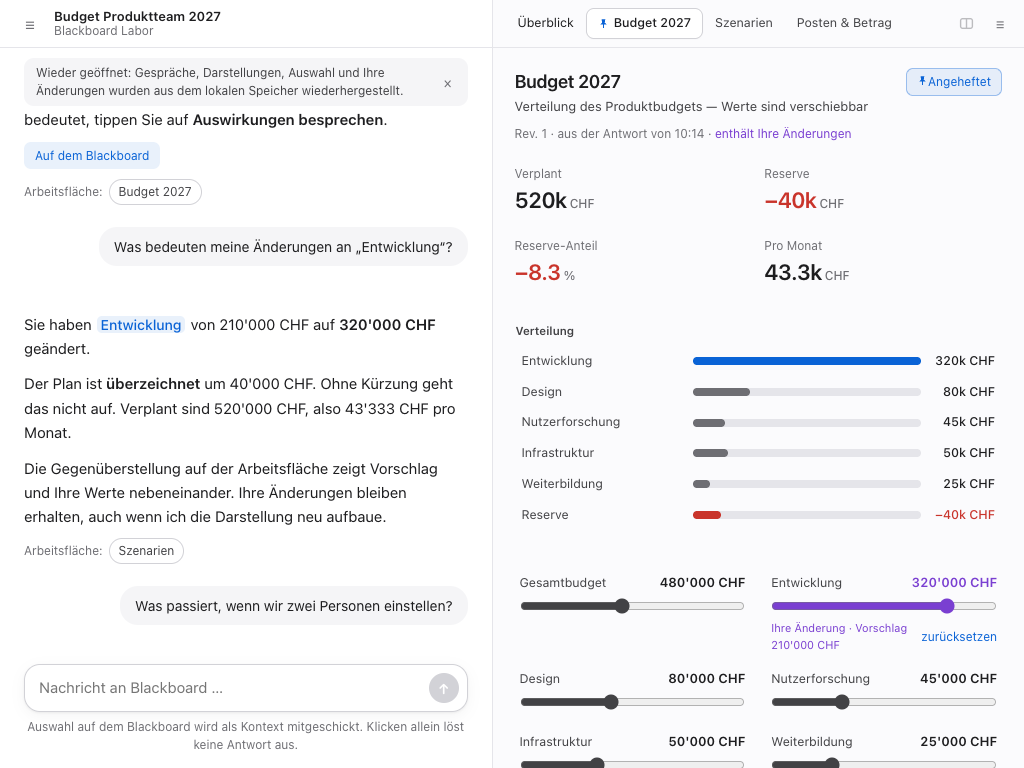 Budget Produktteam 2027
Blackboard Labor
Wieder geöffnet: Gespräche, Darstellungen, Auswahl und Ihre
Änderungen wurden aus dem lokalen Speicher wiederhergestellt.
bedeutet, tippen Sie auf Auswirkungen besprechen.
Auf dem Blackboard
Arbeitsfläche: Budget 2027
Was bedeuten meine Änderungen an „Entwicklung“?
Sie haben Entwicklung von 210'000 CHF auf 320'000 CHF
geändert.
Der Plan ist überzeichnet um 40'000 CHF. Ohne Kürzung geht
das nicht auf. Verplant sind 520'000 CHF, also 43'333 CHF pro
Monat.
Die Gegenüberstellung auf der Arbeitsfläche zeigt Vorschlag
und Ihre Werte nebeneinander. Ihre Änderungen bleiben
erhalten, auch wenn ich die Darstellung neu aufbaue.
Arbeitsfläche: Szenarien
Was passiert, wenn wir zwei Personen einstellen?
Nachricht an Blackboard …
Auswahl auf dem Blackboard wird als Kontext mitgeschickt. Klicken allein löst
keine Antwort aus.
Überblick Budget 2027 Szenarien Posten & Betrag
Budget 2027
Angeheftet
Verteilung des Produktbudgets — Werte sind verschiebbar
Rev. 1 · aus der Antwort von 10:14 · enthält Ihre Änderungen
Verplant Reserve
520k CHF −40k CHF
Reserve-Anteil Pro Monat
−8.3 % 43.3k CHF
Verteilung
Entwicklung 320k CHF
Design 80k CHF
Nutzerforschung 45k CHF
Infrastruktur 50k CHF
Weiterbildung 25k CHF
Reserve −40k CHF
Gesamtbudget 480'000 CHF Entwicklung 320'000 CHF
Ihre Änderung · Vorschlag
210'000 CHF
zurücksetzen
Design 80'000 CHF Nutzerforschung 45'000 CHF
Infrastruktur 50'000 CHF Weiterbildung 25'000 CHF